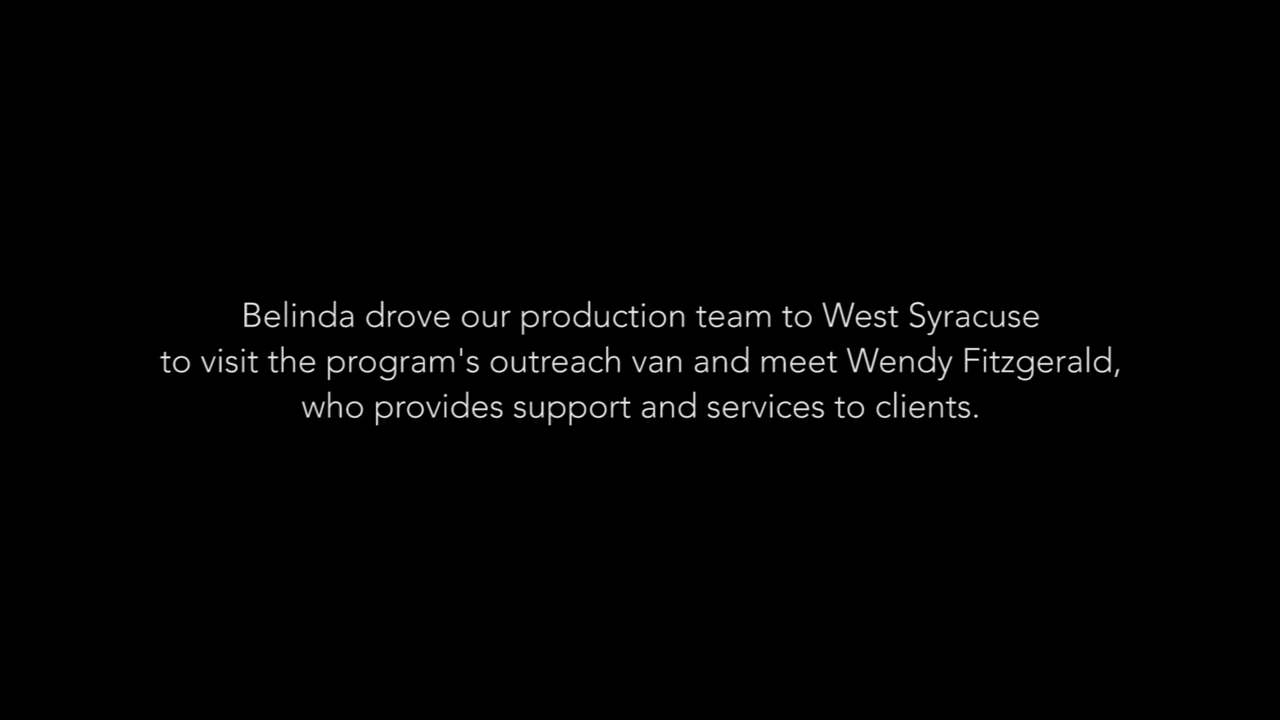 Belinda drove our production team to West Syracuse
to visit the program's outreach van and meet Wendy Fitzgerald,
who provides support and services to clients.